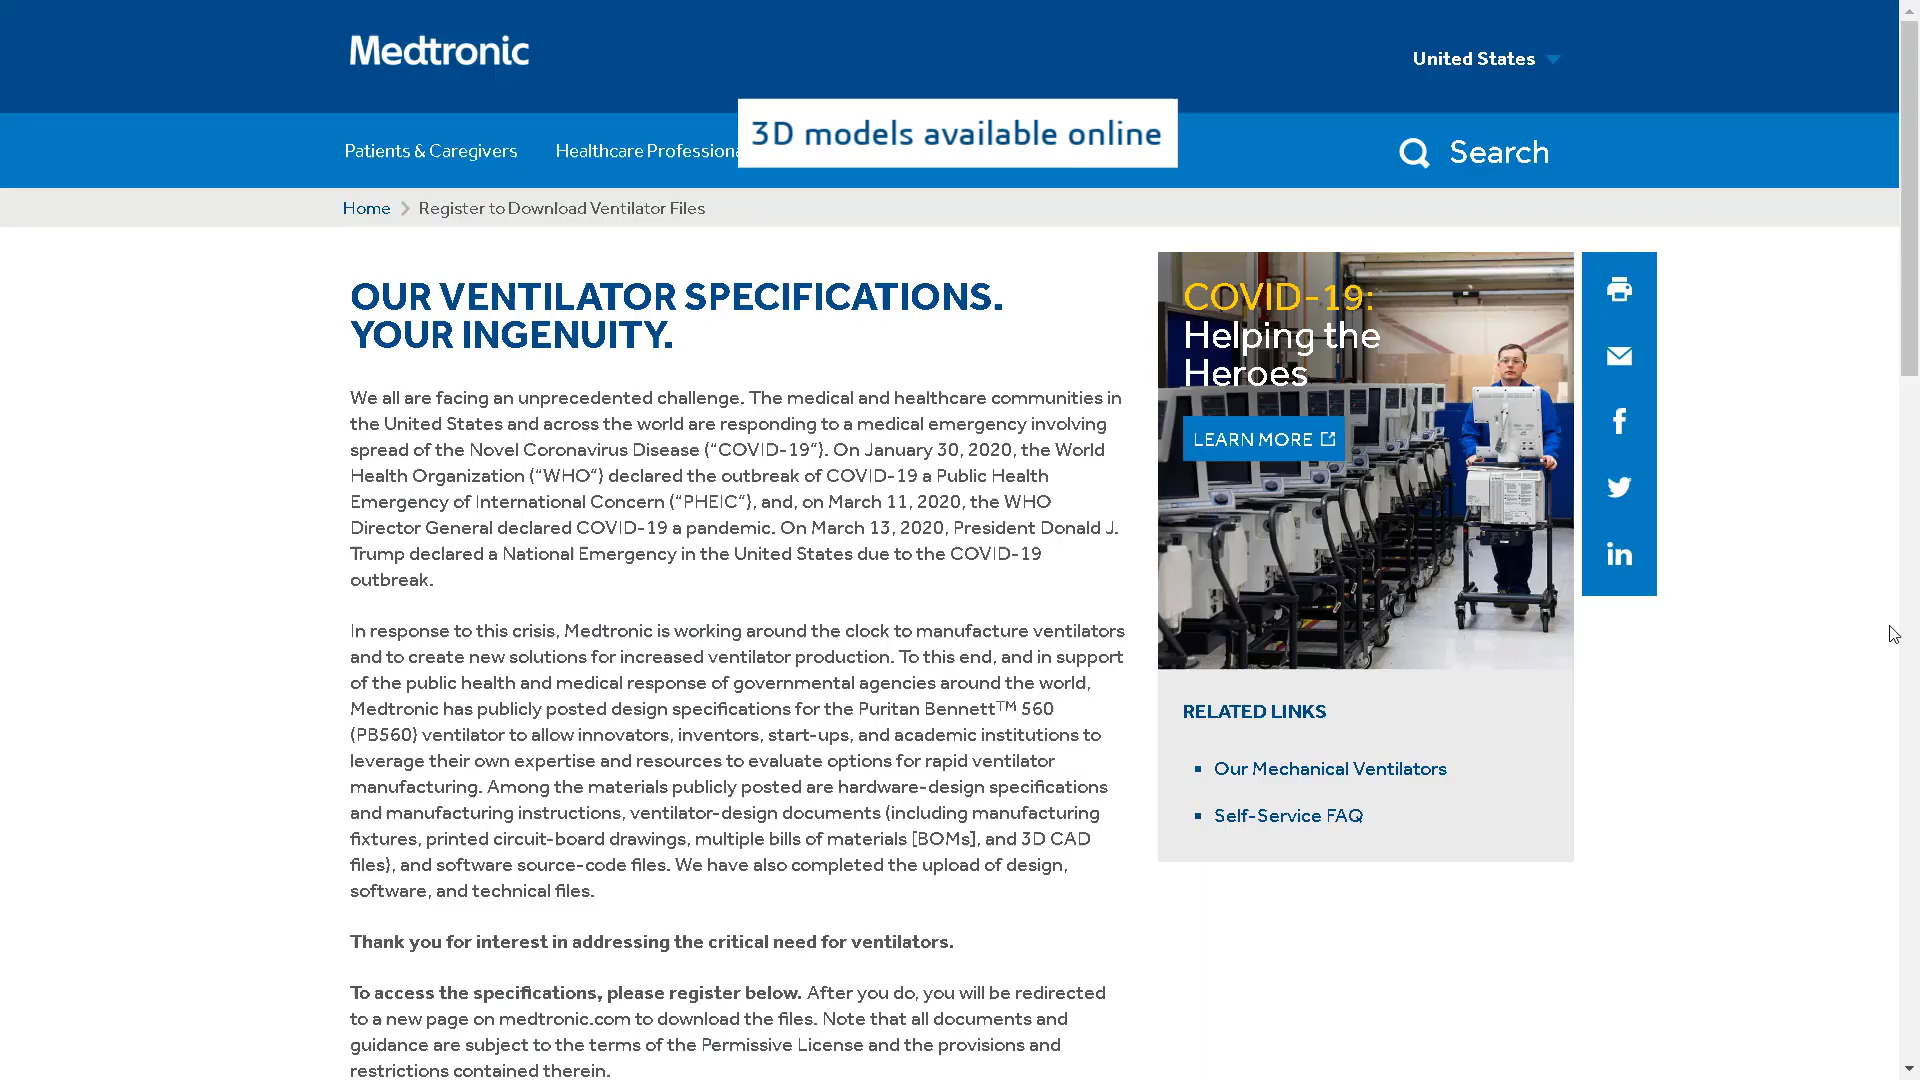 Medtronic
United States
Patients & Caregivers
Healthcare Professiona
3D models available online
Search
Home
Register to Download Ventilator Files
OUR VENTILATOR SPECIFICATIONS.
YOUR INGENUITY.
We all are facing an unprecedented challenge. The medical and healthcare communities in
the United States and across the world are responding to a medical emergency involving
spread of the Novel Coronavirus Disease (“COVID-19”). On January 30, 2020, the World
Health Organization (“WHO”) declared the outbreak of COVID-19 a Public Health
Emergency of International Concern (“PHEIC”), and, on March 11, 2020, the WHO
Director General declared COVID-19 a pandemic. On March 13, 2020, President Donald J.
Trump declared a National Emergency in the United States due to the COVID-19
outbreak.
In response to this crisis, Medtronic is working around the clock to manufacture ventilators
and to create new solutions for increased ventilator production. To this end, and in support
of the public health and medical response of governmental agencies around the world,
Medtronic has publicly posted design specifications for the Puritan Bennett™ 560
(PB560) ventilator to allow innovators, inventors, start-ups, and academic institutions to
leverage their own expertise and resources to evaluate options for rapid ventilator
manufacturing. Among the materials publicly posted are hardware-design specifications
and manufacturing instructions, ventilator-design documents (including manufacturing
fixtures, printed circuit-board drawings, multiple bills of materials [BOMs], and 3D CAD
files), and software source-code files. We have also completed the upload of design,
software, and technical files.
Thank you for interest in addressing the critical need for ventilators.
To access the specifications, please register below. After you do, you will be redirected
to a new page on medtronic.com to download the files. Note that all documents and
guidance are subject to the terms of the Permissive License and the provisions and
restrictions contained therein.
COVID-19:
Helping the
Heroes
LEARN MORE
RELATED LINKS
Our Mechanical Ventilators
Self-Service FAQ